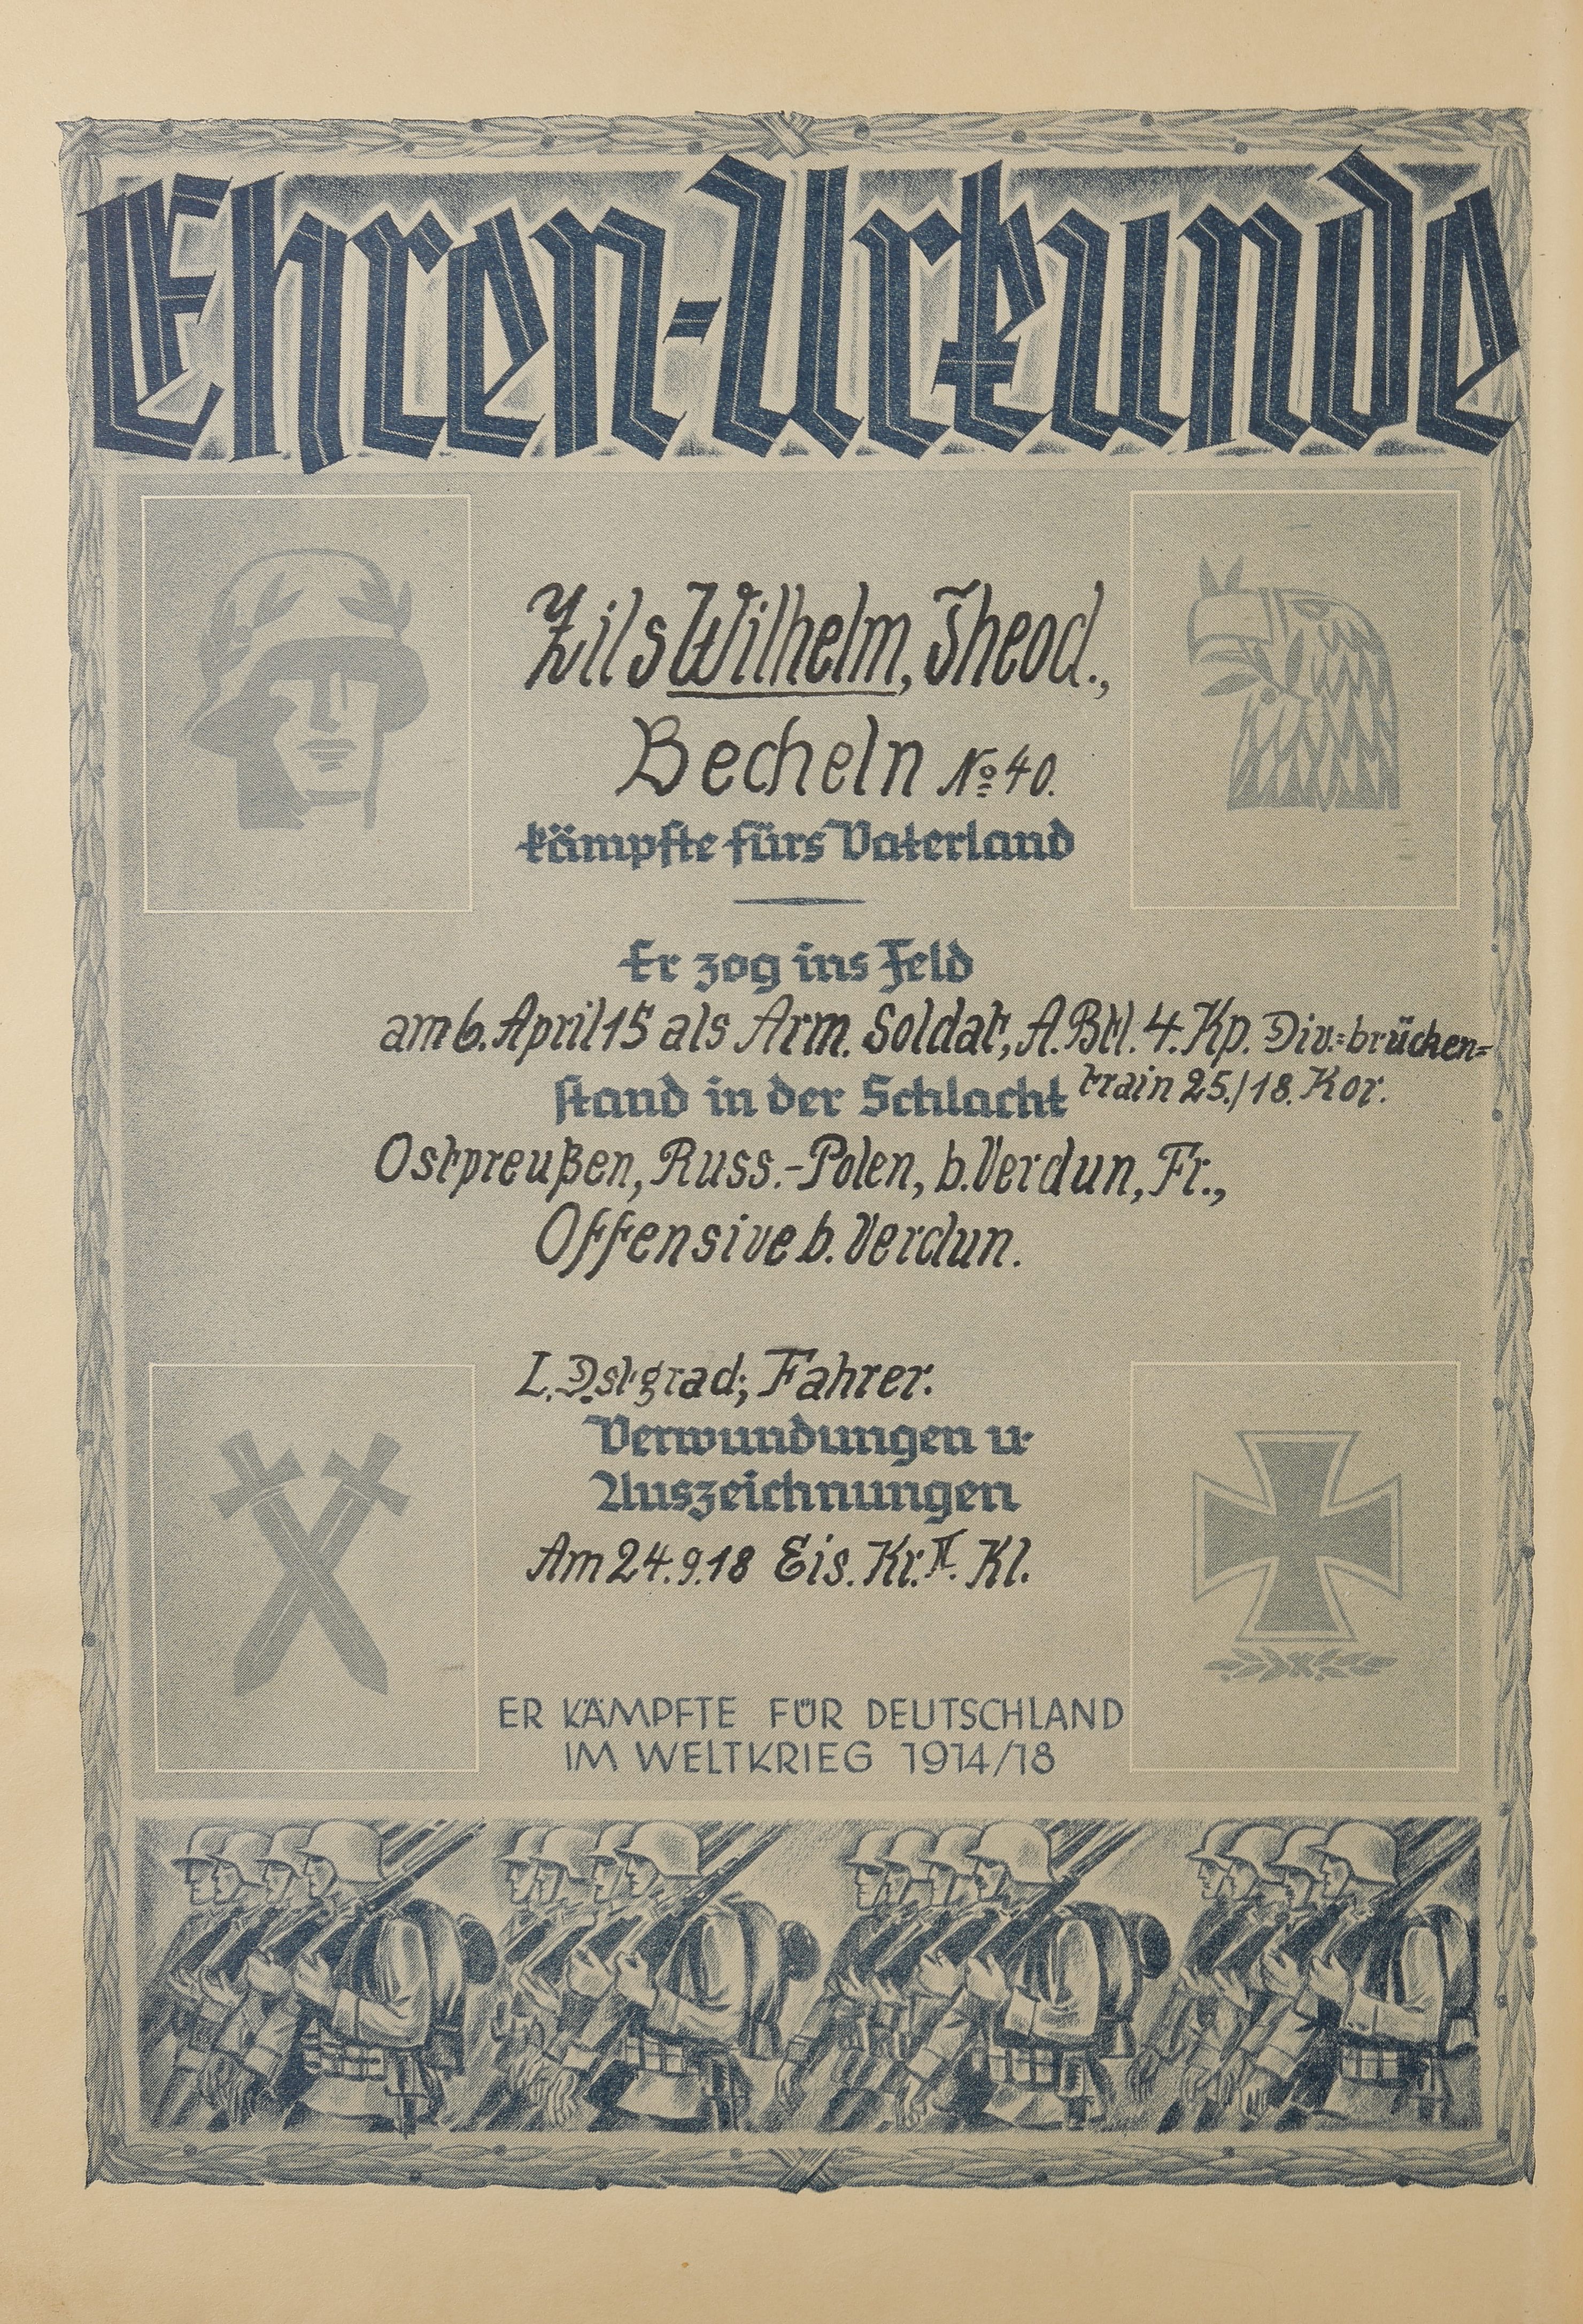 Ehren-Urkunde
Zils Wilhelm, Theod.,
Becheln No 40.
kämpfte fürs Vaterland
Er zog ins Feld
am 6. April 15 als Arm. Soldat, A. Btl. 4. Kp. Div.=brücken=
train 25./18. Kor.
stand in der Schlacht
Ostpreußen, Russ.-Polen, b. Verdun, Fr.,
Offensive b. Verdun.
L. Dstgrad; Fahrer.
Verwundungen u.
Auszeichnungen
Am 24.9.18 Eis. Kr. II. Kl.
ER KÄMPFTE FÜR DEUTSCHLAND
IM WELTKRIEG 1914/18